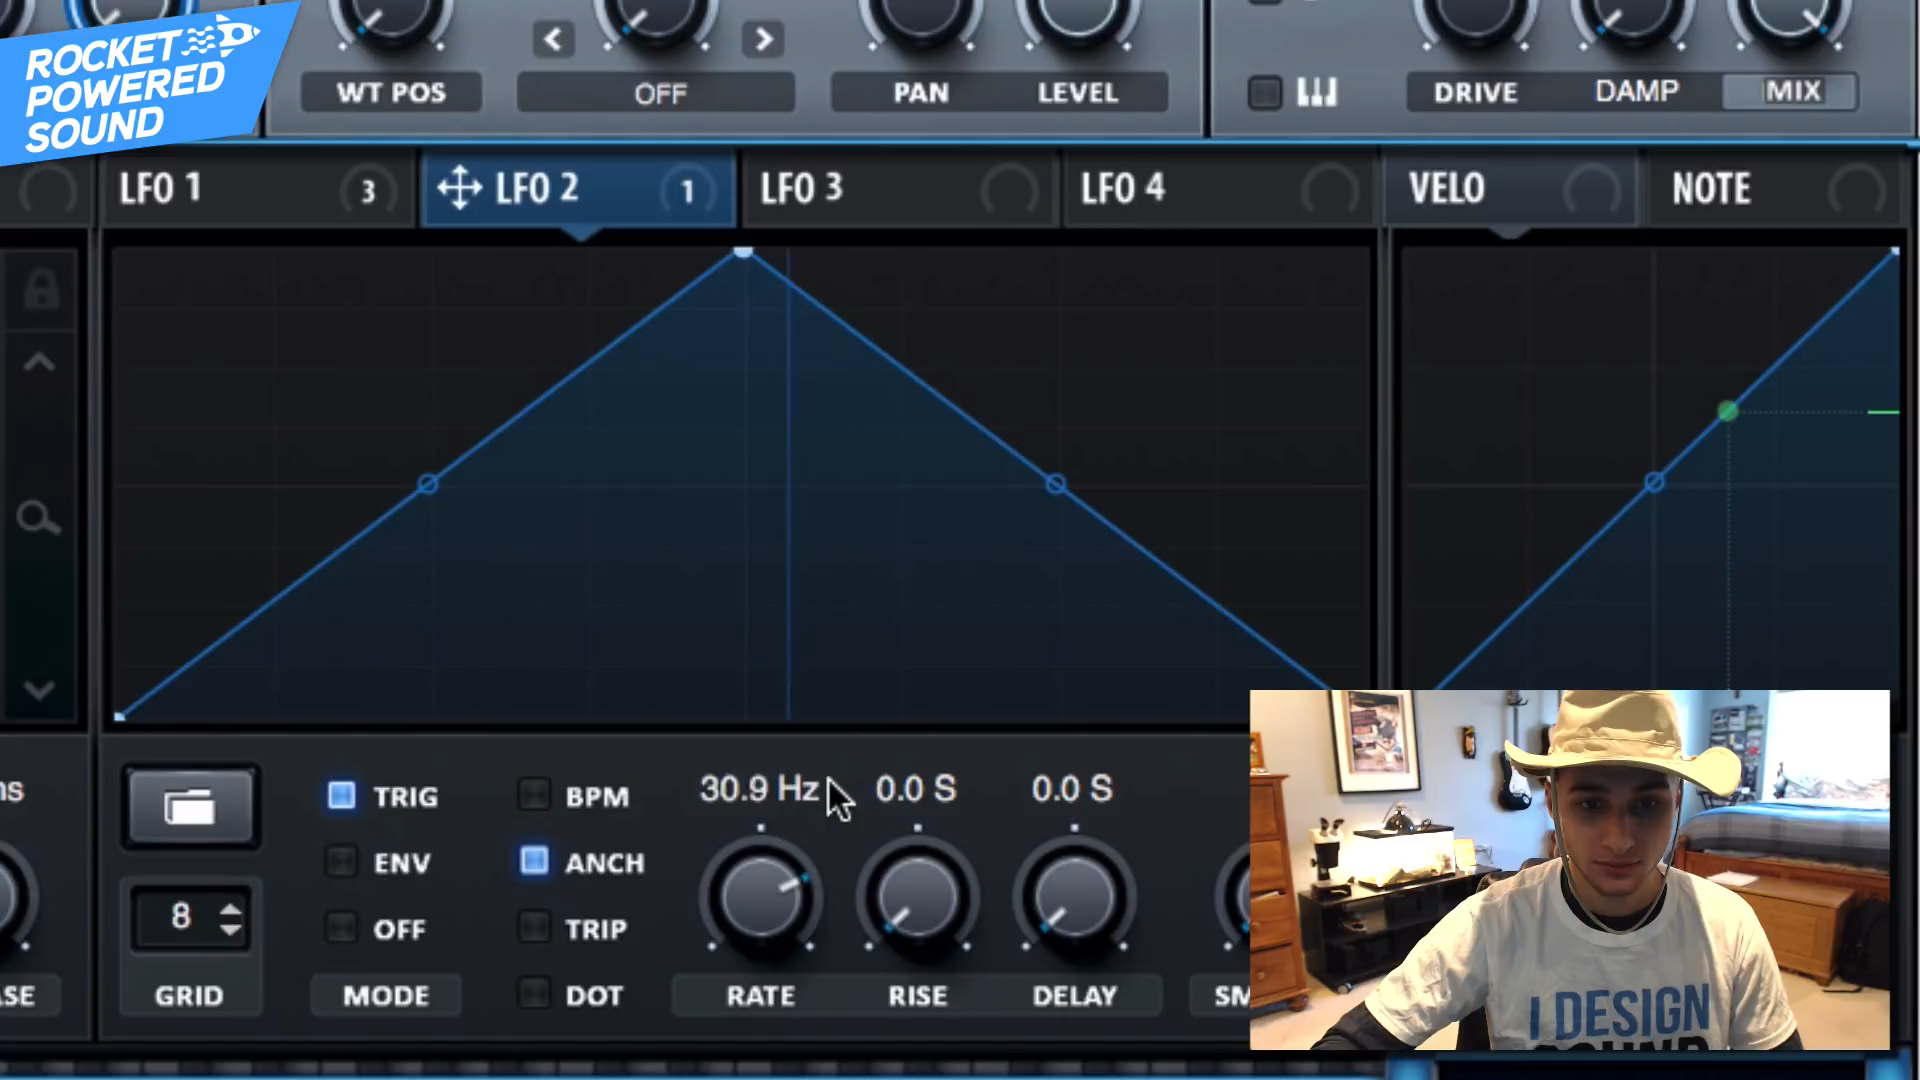 ROCKET
POWERED
SOUND
WT POS
OFF
PAN
LEVEL
DRIVE
DAMP
MIX
LFO 1
3
LFO 2
1
LFO 3
LFO 4
VELO
NOTE
TRIG
BPM
30.9 Hz
0.0 S
0.0 S
ENV
ANCH
8
OFF
TRIP
GRID
MODE
DOT
RATE
RISE
DELAY
I DESIGN